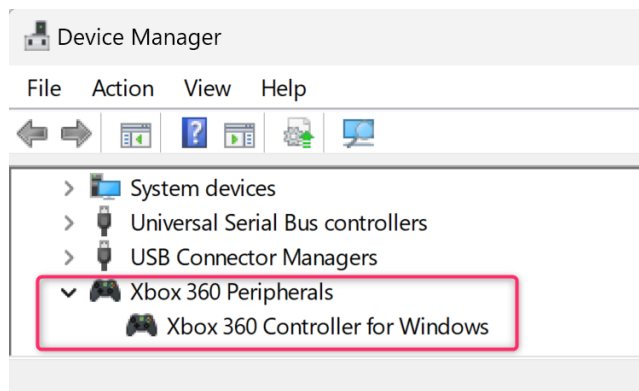 Device Manager
File Action View Help
System devices
Universal Serial Bus controllers
USB Connector Managers
Xbox 360 Peripherals
Xbox 360 Controller for Windows